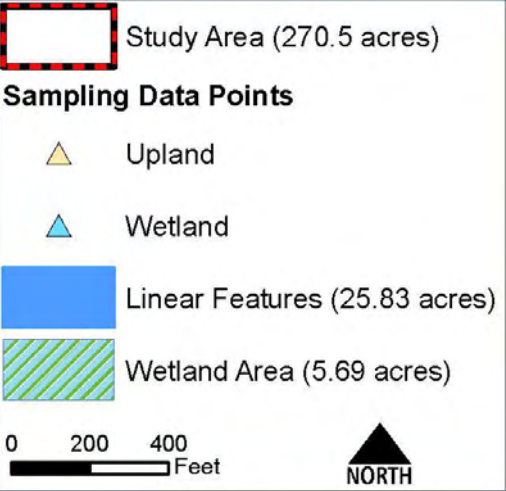 Study Area (270.5 acres)
Sampling Data Points
Upland
Wetland
Linear Features (25.83 acres)
Wetland Area (5.69 acres)
0 200 400
Feet
NORTH